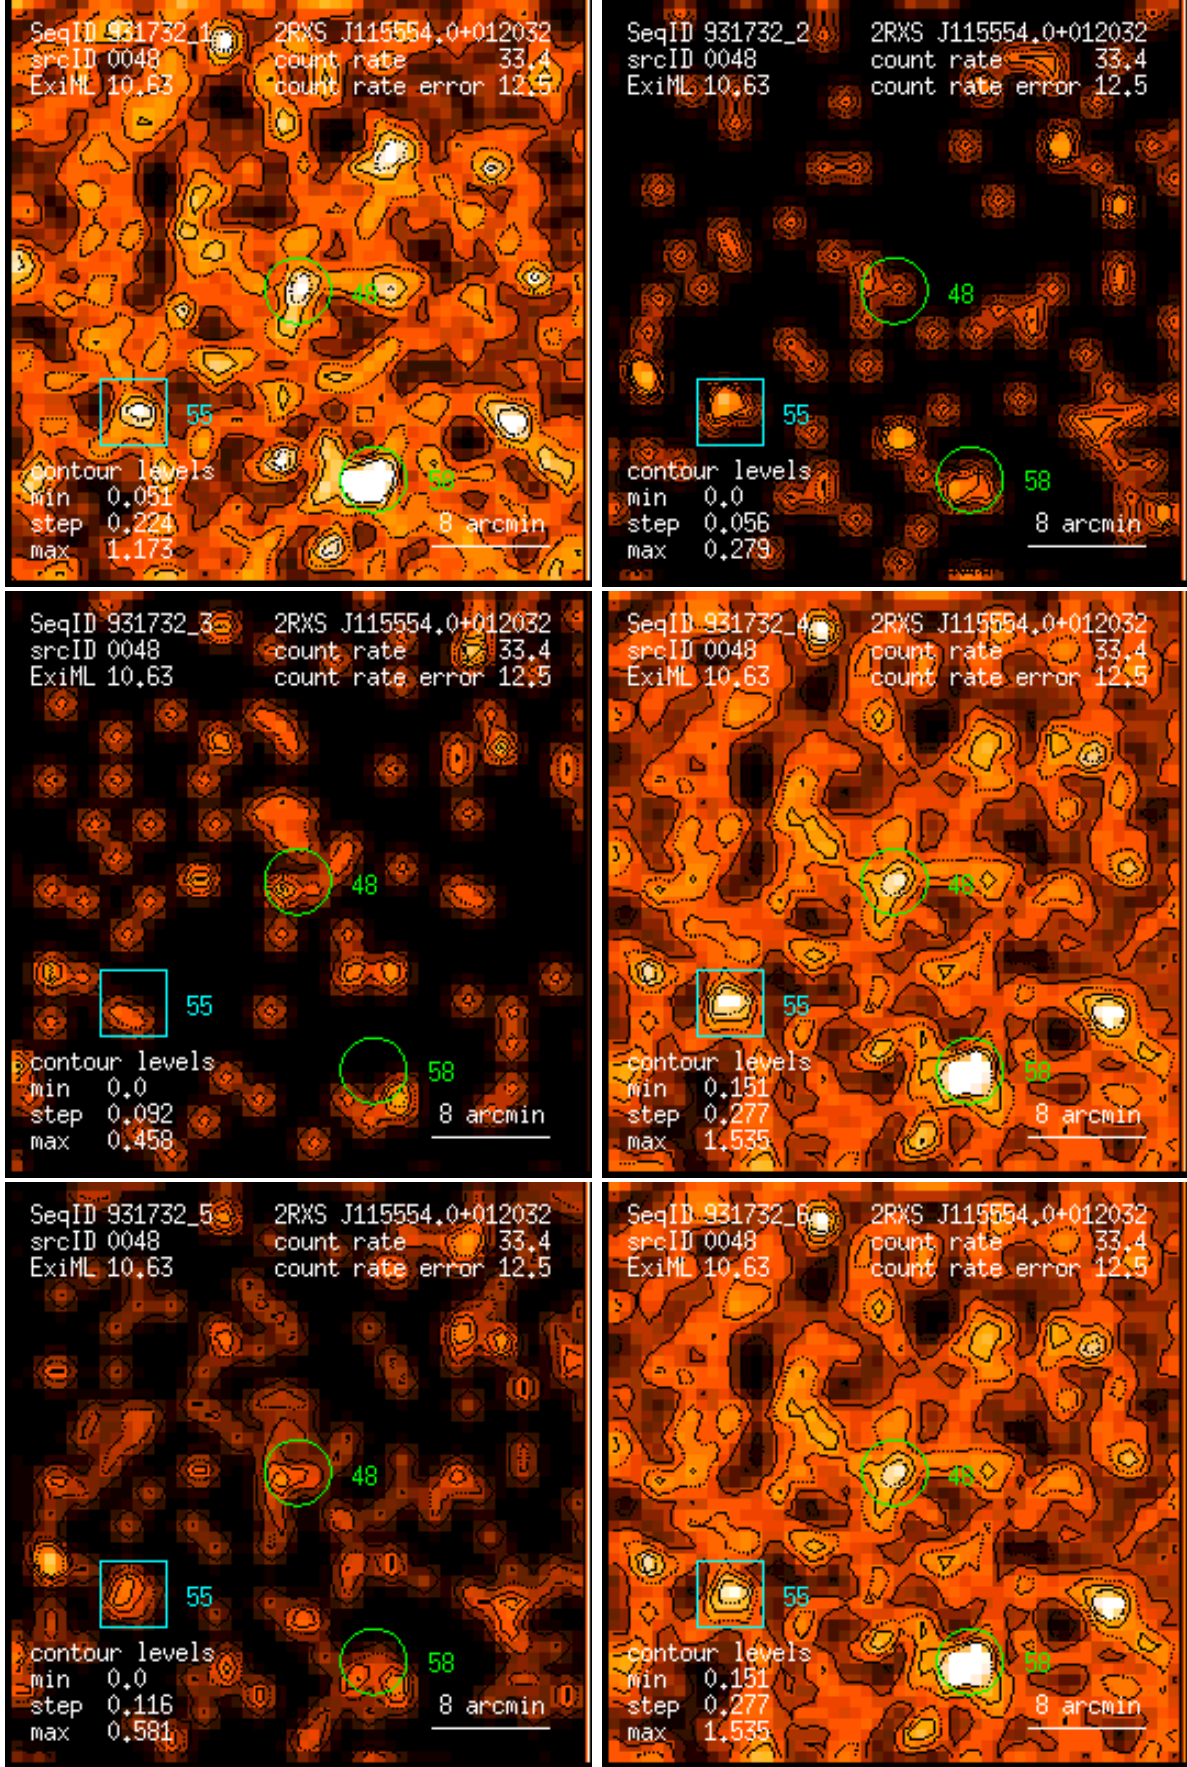 SeqID 931732_1 2RXS J115554.0+012032
srcID 0048 count rate 33.4
ExiML 10.63 count rate error 12.5
48
55
58
contour levels
min 0.051
step 0.224
max 1.173
8 arcmin
SeqID 931732_2 2RXS J115554.0+012032
srcID 0048 count rate 33.4
ExiML 10.63 count rate error 12.5
48
55
58
contour levels
min 0.0
step 0.056
max 0.279
8 arcmin
SeqID 931732_3 2RXS J115554.0+012032
srcID 0048 count rate 33.4
ExiML 10.63 count rate error 12.5
48
55
58
contour levels
min 0.0
step 0.092
max 0.458
8 arcmin
SeqID 931732_4 2RXS J115554.0+012032
srcID 0048 count rate 33.4
ExiML 10.63 count rate error 12.5
48
55
58
contour levels
min 0.151
step 0.277
max 1.535
8 arcmin
SeqID 931732_5 2RXS J115554.0+012032
srcID 0048 count rate 33.4
ExiML 10.63 count rate error 12.5
48
55
58
contour levels
min 0.0
step 0.116
max 0.581
8 arcmin
SeqID 931732_6 2RXS J115554.0+012032
srcID 0048 count rate 33.4
ExiML 10.63 count rate error 12.5
48
55
58
contour levels
min 0.151
step 0.277
max 1.535
8 arcmin